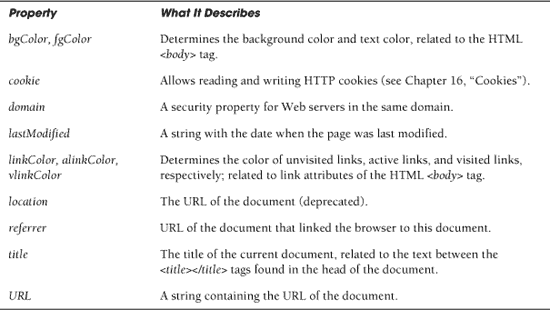 Property What It Describes
bgColor, fgColor Determines the background color and text color, related to the HTML
<body> tag.
cookie Allows reading and writing HTTP cookies (see Chapter 16, “Cookies”).
domain A security property for Web servers in the same domain.
lastModified A string with the date when the page was last modified.
linkColor, alinkColor, Determines the color of unvisited links, active links, and visited links,
vlinkColor respectively; related to link attributes of the HTML <body> tag.
location The URL of the document (deprecated).
referrer URL of the document that linked the browser to this document.
title The title of the current document, related to the text between the
<title></title> tags found in the head of the document.
URL A string containing the URL of the document.